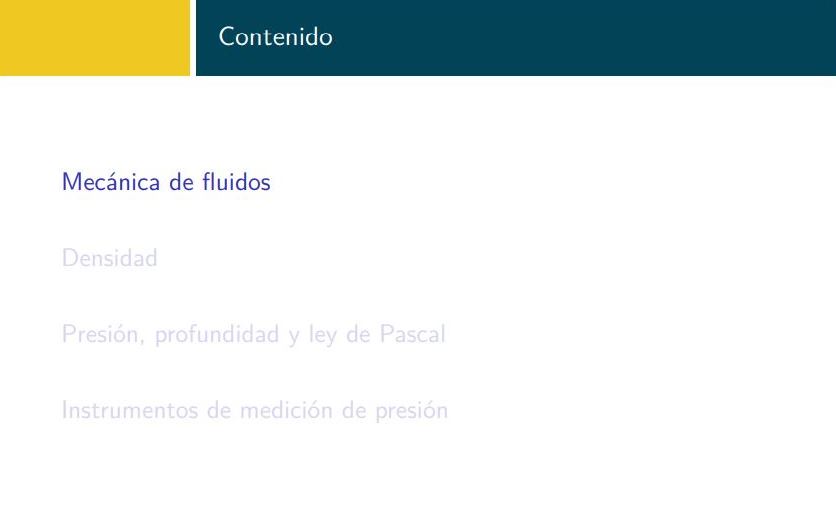 Contenido
Mecánica de fluidos
Densidad
Presión, profundidad y ley de Pascal
Instrumentos de medición de presión